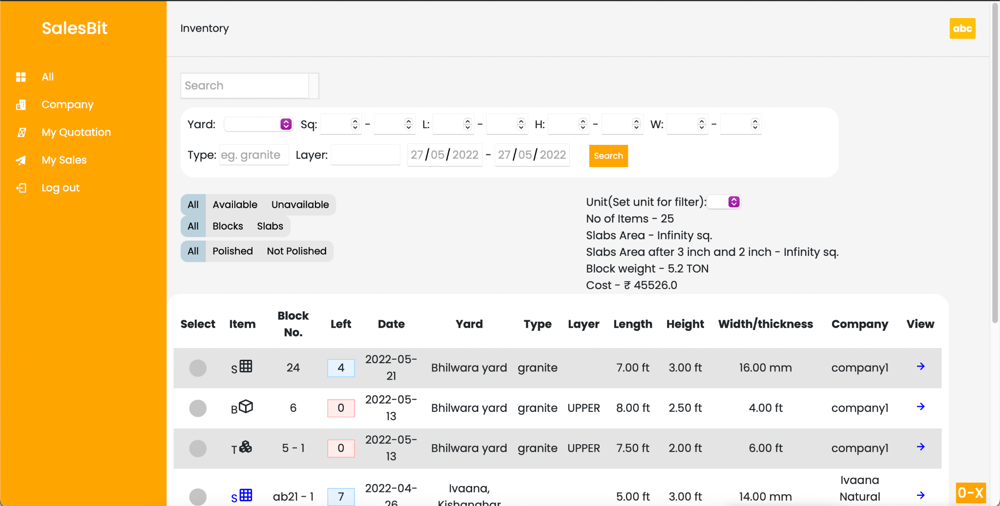 SalesBit
All
Company
My Quotation
My Sales
Log out
Inventory
abc
Search
Yard: Sq: - L: - H: - W: -
Type: eg. granite Layer: 27/05/2022 - 27/05/2022 Search
All Available Unavailable
All Blocks Slabs
All Polished Not Polished
Unit(Set unit for filter):
No of Items - 25
Slabs Area - Infinity sq.
Slabs Area after 3 inch and 2 inch - Infinity sq.
Block weight - 5.2 TON
Cost - ₹ 45526.0
Select Item Block No. Left Date Yard Type Layer Length Height Width/thickness Company View
S 24 4 2022-05-21 Bhilwara yard granite 7.00 ft 3.00 ft 16.00 mm company1
B 6 0 2022-05-13 Bhilwara yard granite UPPER 8.00 ft 2.50 ft 4.00 ft company1
T 5 - 1 0 2022-05-13 Bhilwara yard granite UPPER 7.50 ft 2.00 ft 6.00 ft company1
S ab21 - 1 7 2022-04-26 Ivaana, 5.00 ft 3.00 ft 14.00 mm Ivaana Natural
0-X